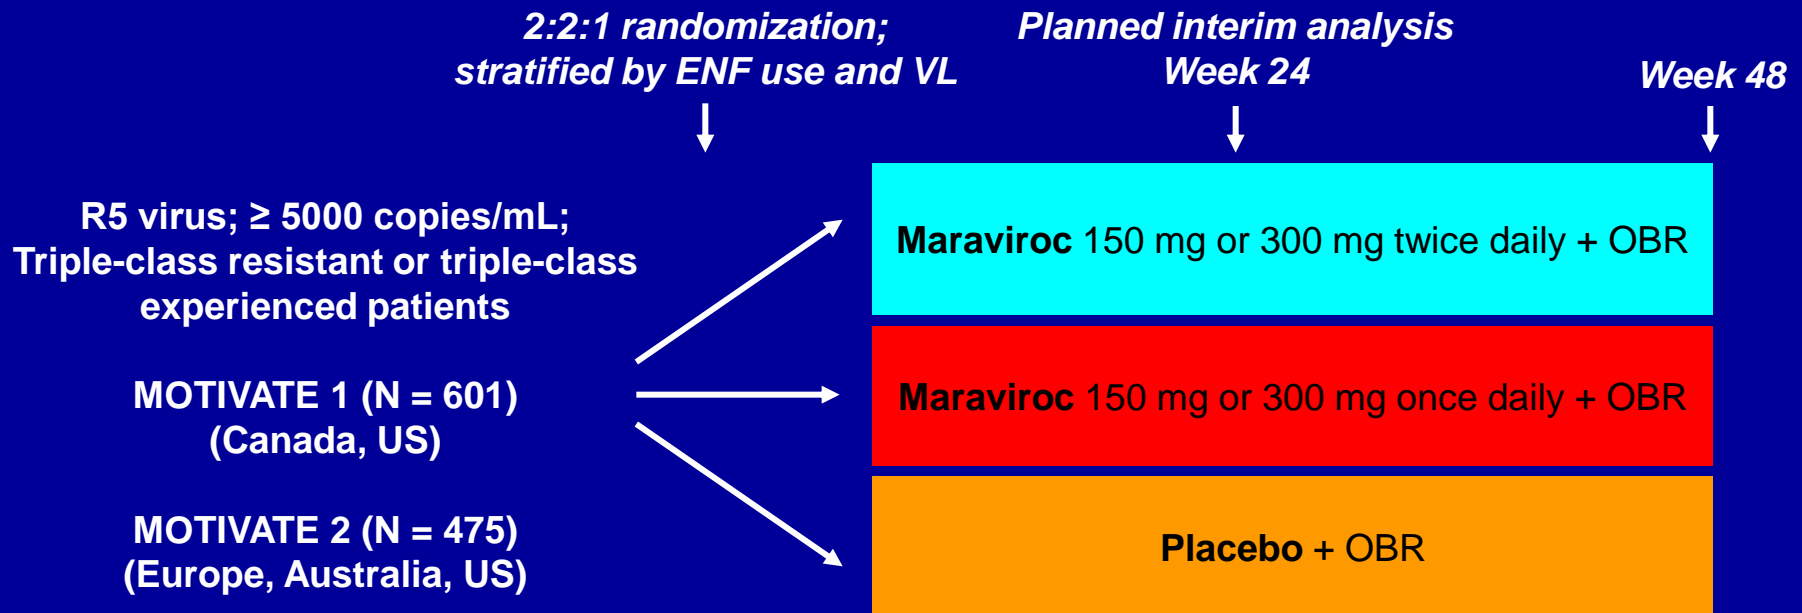 2:2:1 randomization;
stratified by ENF use and VL
Planned interim analysis
Week 24
Week 48
R5 virus; ≥ 5000 copies/mL;
Triple-class resistant or triple-class
experienced patients
MOTIVATE 1 (N = 601)
(Canada, US)
MOTIVATE 2 (N = 475)
(Europe, Australia, US)
Maraviroc 150 mg or 300 mg twice daily + OBR
Maraviroc 150 mg or 300 mg once daily + OBR
Placebo + OBR